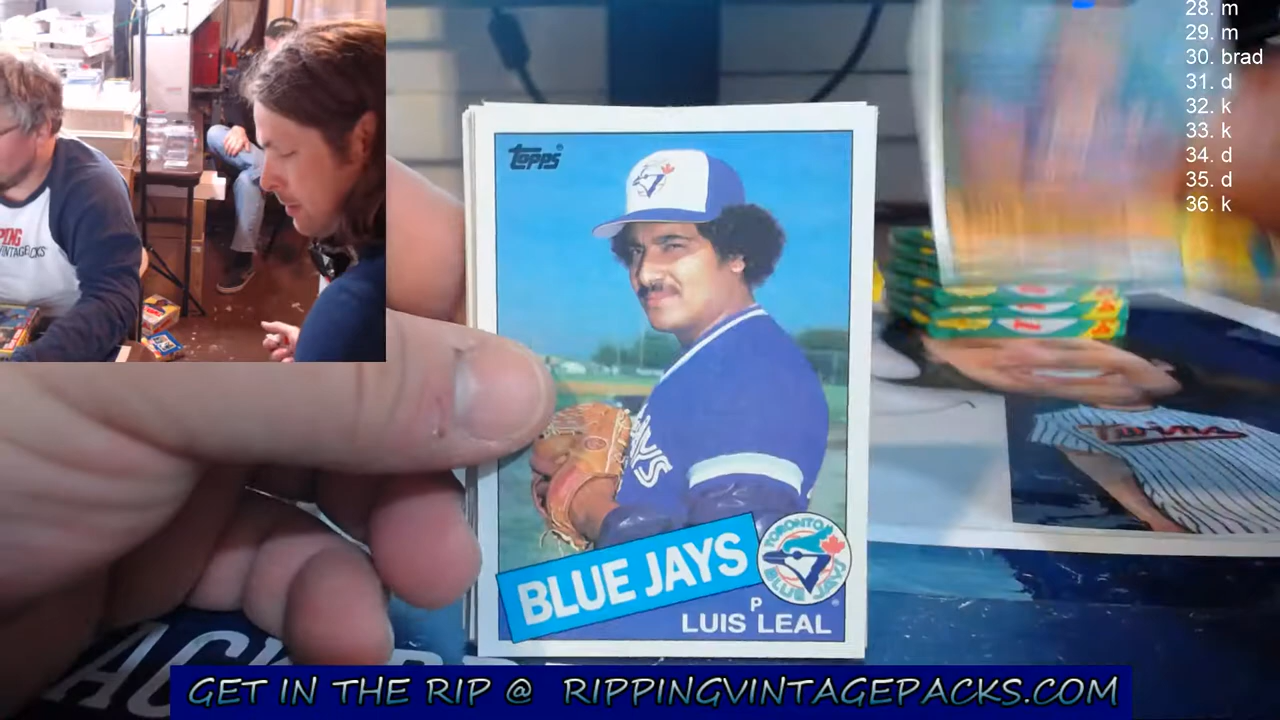 28. m
29. m
30. brad
31. d
32. k
33. k
34. d
35. d
36. k
topps
BLUE JAYS
TORONTO
BLUE JAYS
P
LUIS LEAL
Twins
GET IN THE RIP @ RIPPINGVINTAGEPACKS.COM